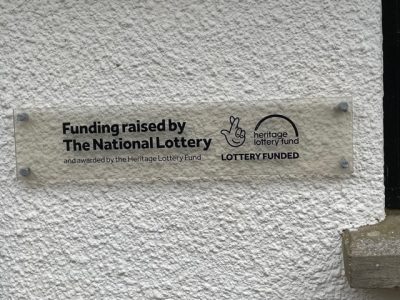 Funding raised by
The National Lottery
and awarded by the Heritage Lottery Fund
heritage
lottery fund
LOTTERY FUNDED